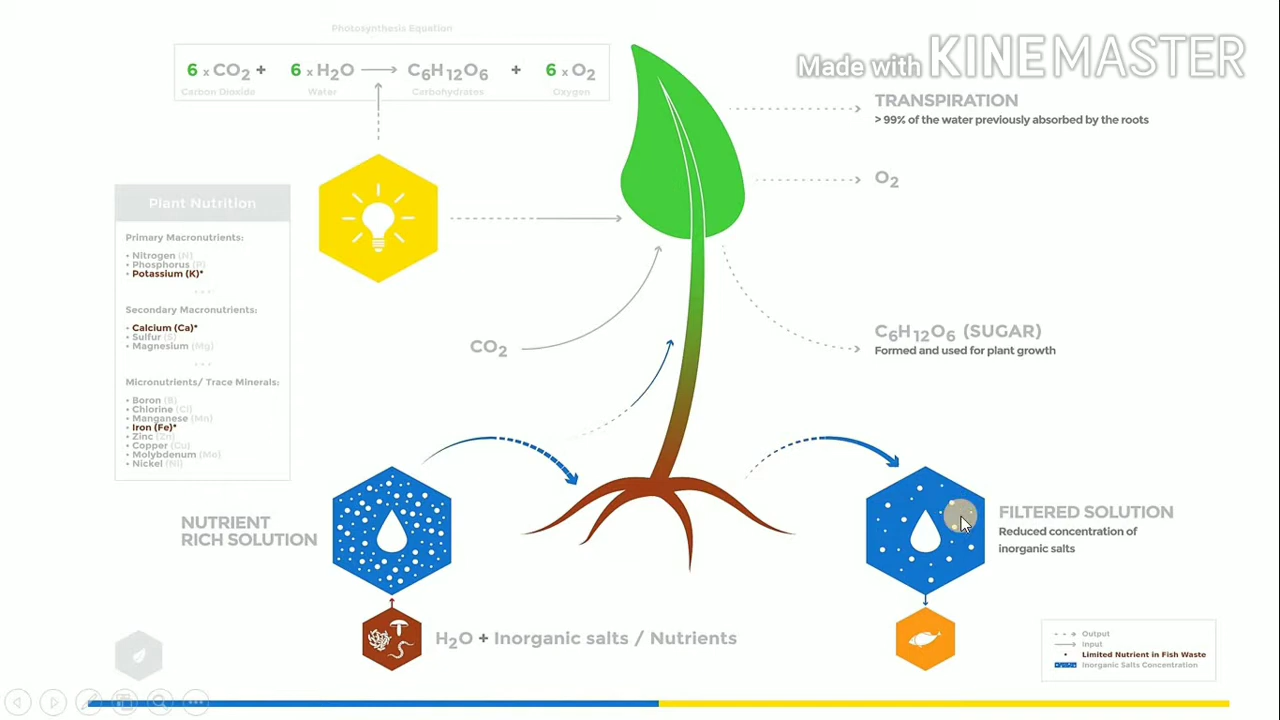 Photosynthesis Equation
6 x CO2 + 6 x H2O C6H12O6 + 6 x O2
Carbon Dioxide Water Carbohydrates Oxygen
Made with KINEMASTER
TRANSPIRATION
> 99% of the water previously absorbed by the roots
O2
Plant Nutrition
Primary Macronutrients:
• Nitrogen (N)
• Phosphorus (P)
• Potassium (K)*
...
Secondary Macronutrients:
• Calcium (Ca)*
• Sulfur (S)
• Magnesium (Mg)
...
Micronutrients/ Trace Minerals:
• Boron (B)
• Chlorine (Cl)
• Manganese (Mn)
• Iron (Fe)*
• Zinc (Zn)
• Copper (Cu)
• Molybdenum (Mo)
• Nickel (Ni)
CO2
C6H12O6 (SUGAR)
Formed and used for plant growth
NUTRIENT
RICH SOLUTION
FILTERED SOLUTION
Reduced concentration of
inorganic salts
H2O + Inorganic salts / Nutrients
Output
Input
• Limited Nutrient in Fish Waste
Inorganic Salts Concentration